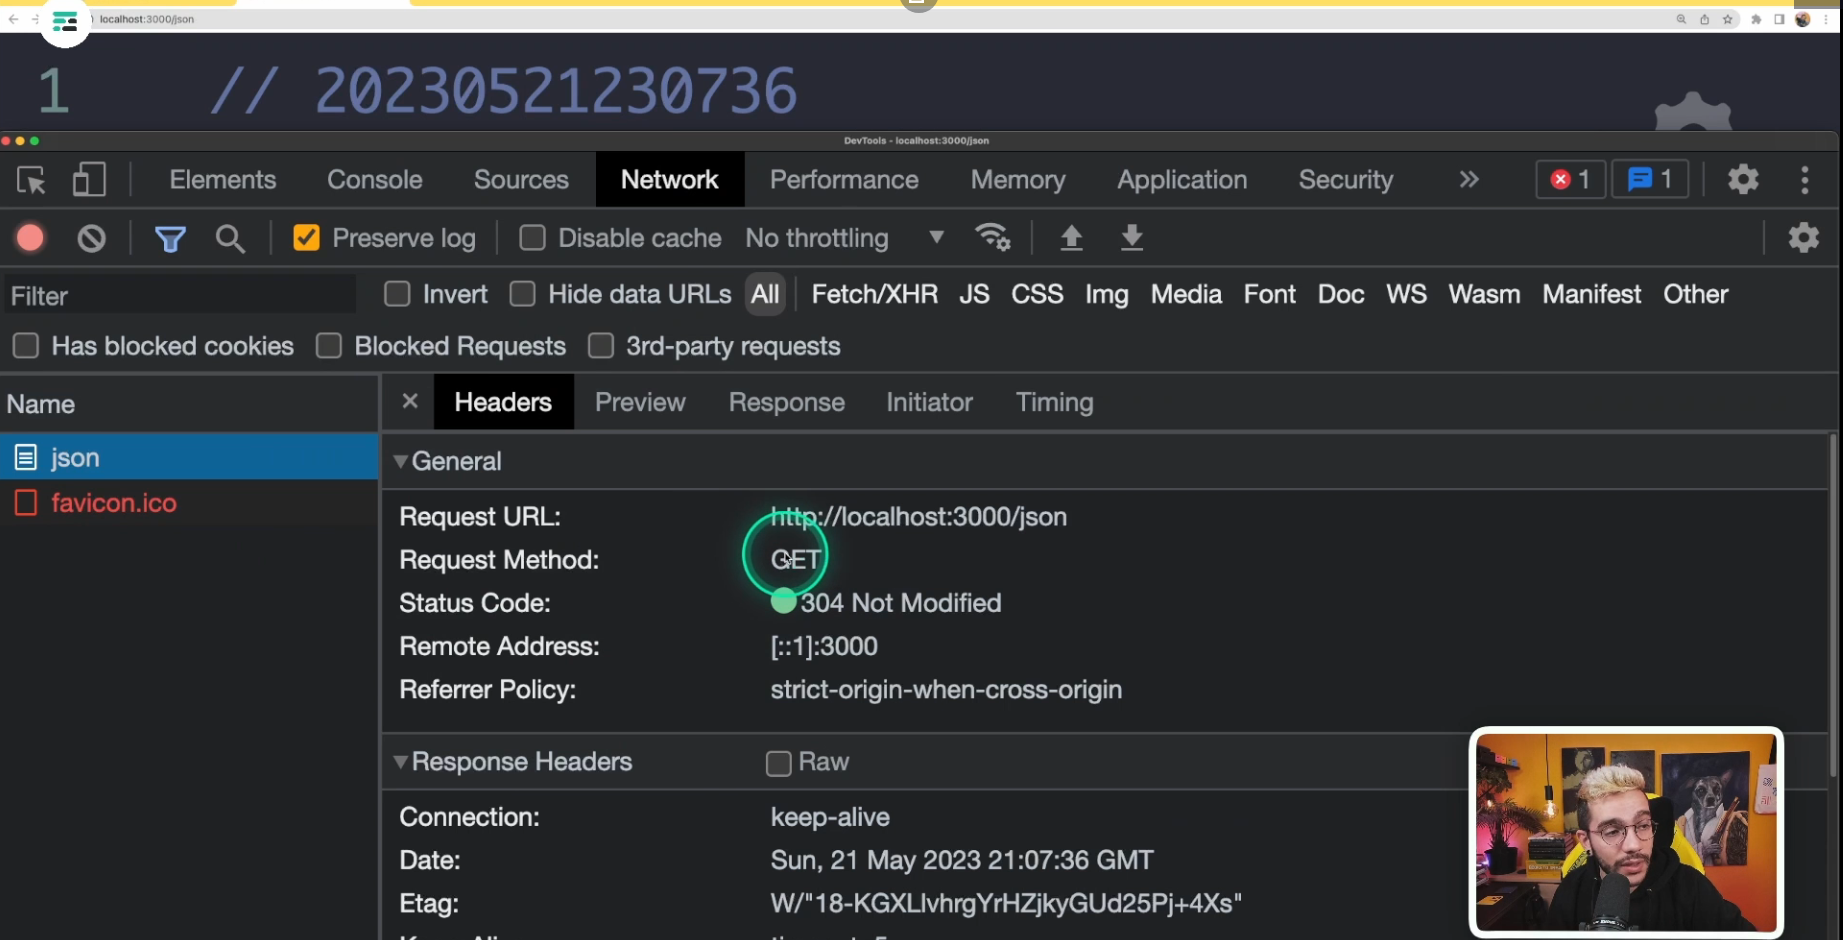 localhost:3000/json
1 // 20230521230736
DevTools - localhost:3000/json
Elements Console Sources Network Performance Memory Application Security » 1 1
Preserve log Disable cache No throttling
Filter Invert Hide data URLs All Fetch/XHR JS CSS Img Media Font Doc WS Wasm Manifest Other
Has blocked cookies Blocked Requests 3rd-party requests
Name × Headers Preview Response Initiator Timing
json
favicon.ico
General
Request URL: http://localhost:3000/json
Request Method: GET
Status Code: 304 Not Modified
Remote Address: [::1]:3000
Referrer Policy: strict-origin-when-cross-origin
Response Headers Raw
Connection: keep-alive
Date: Sun, 21 May 2023 21:07:36 GMT